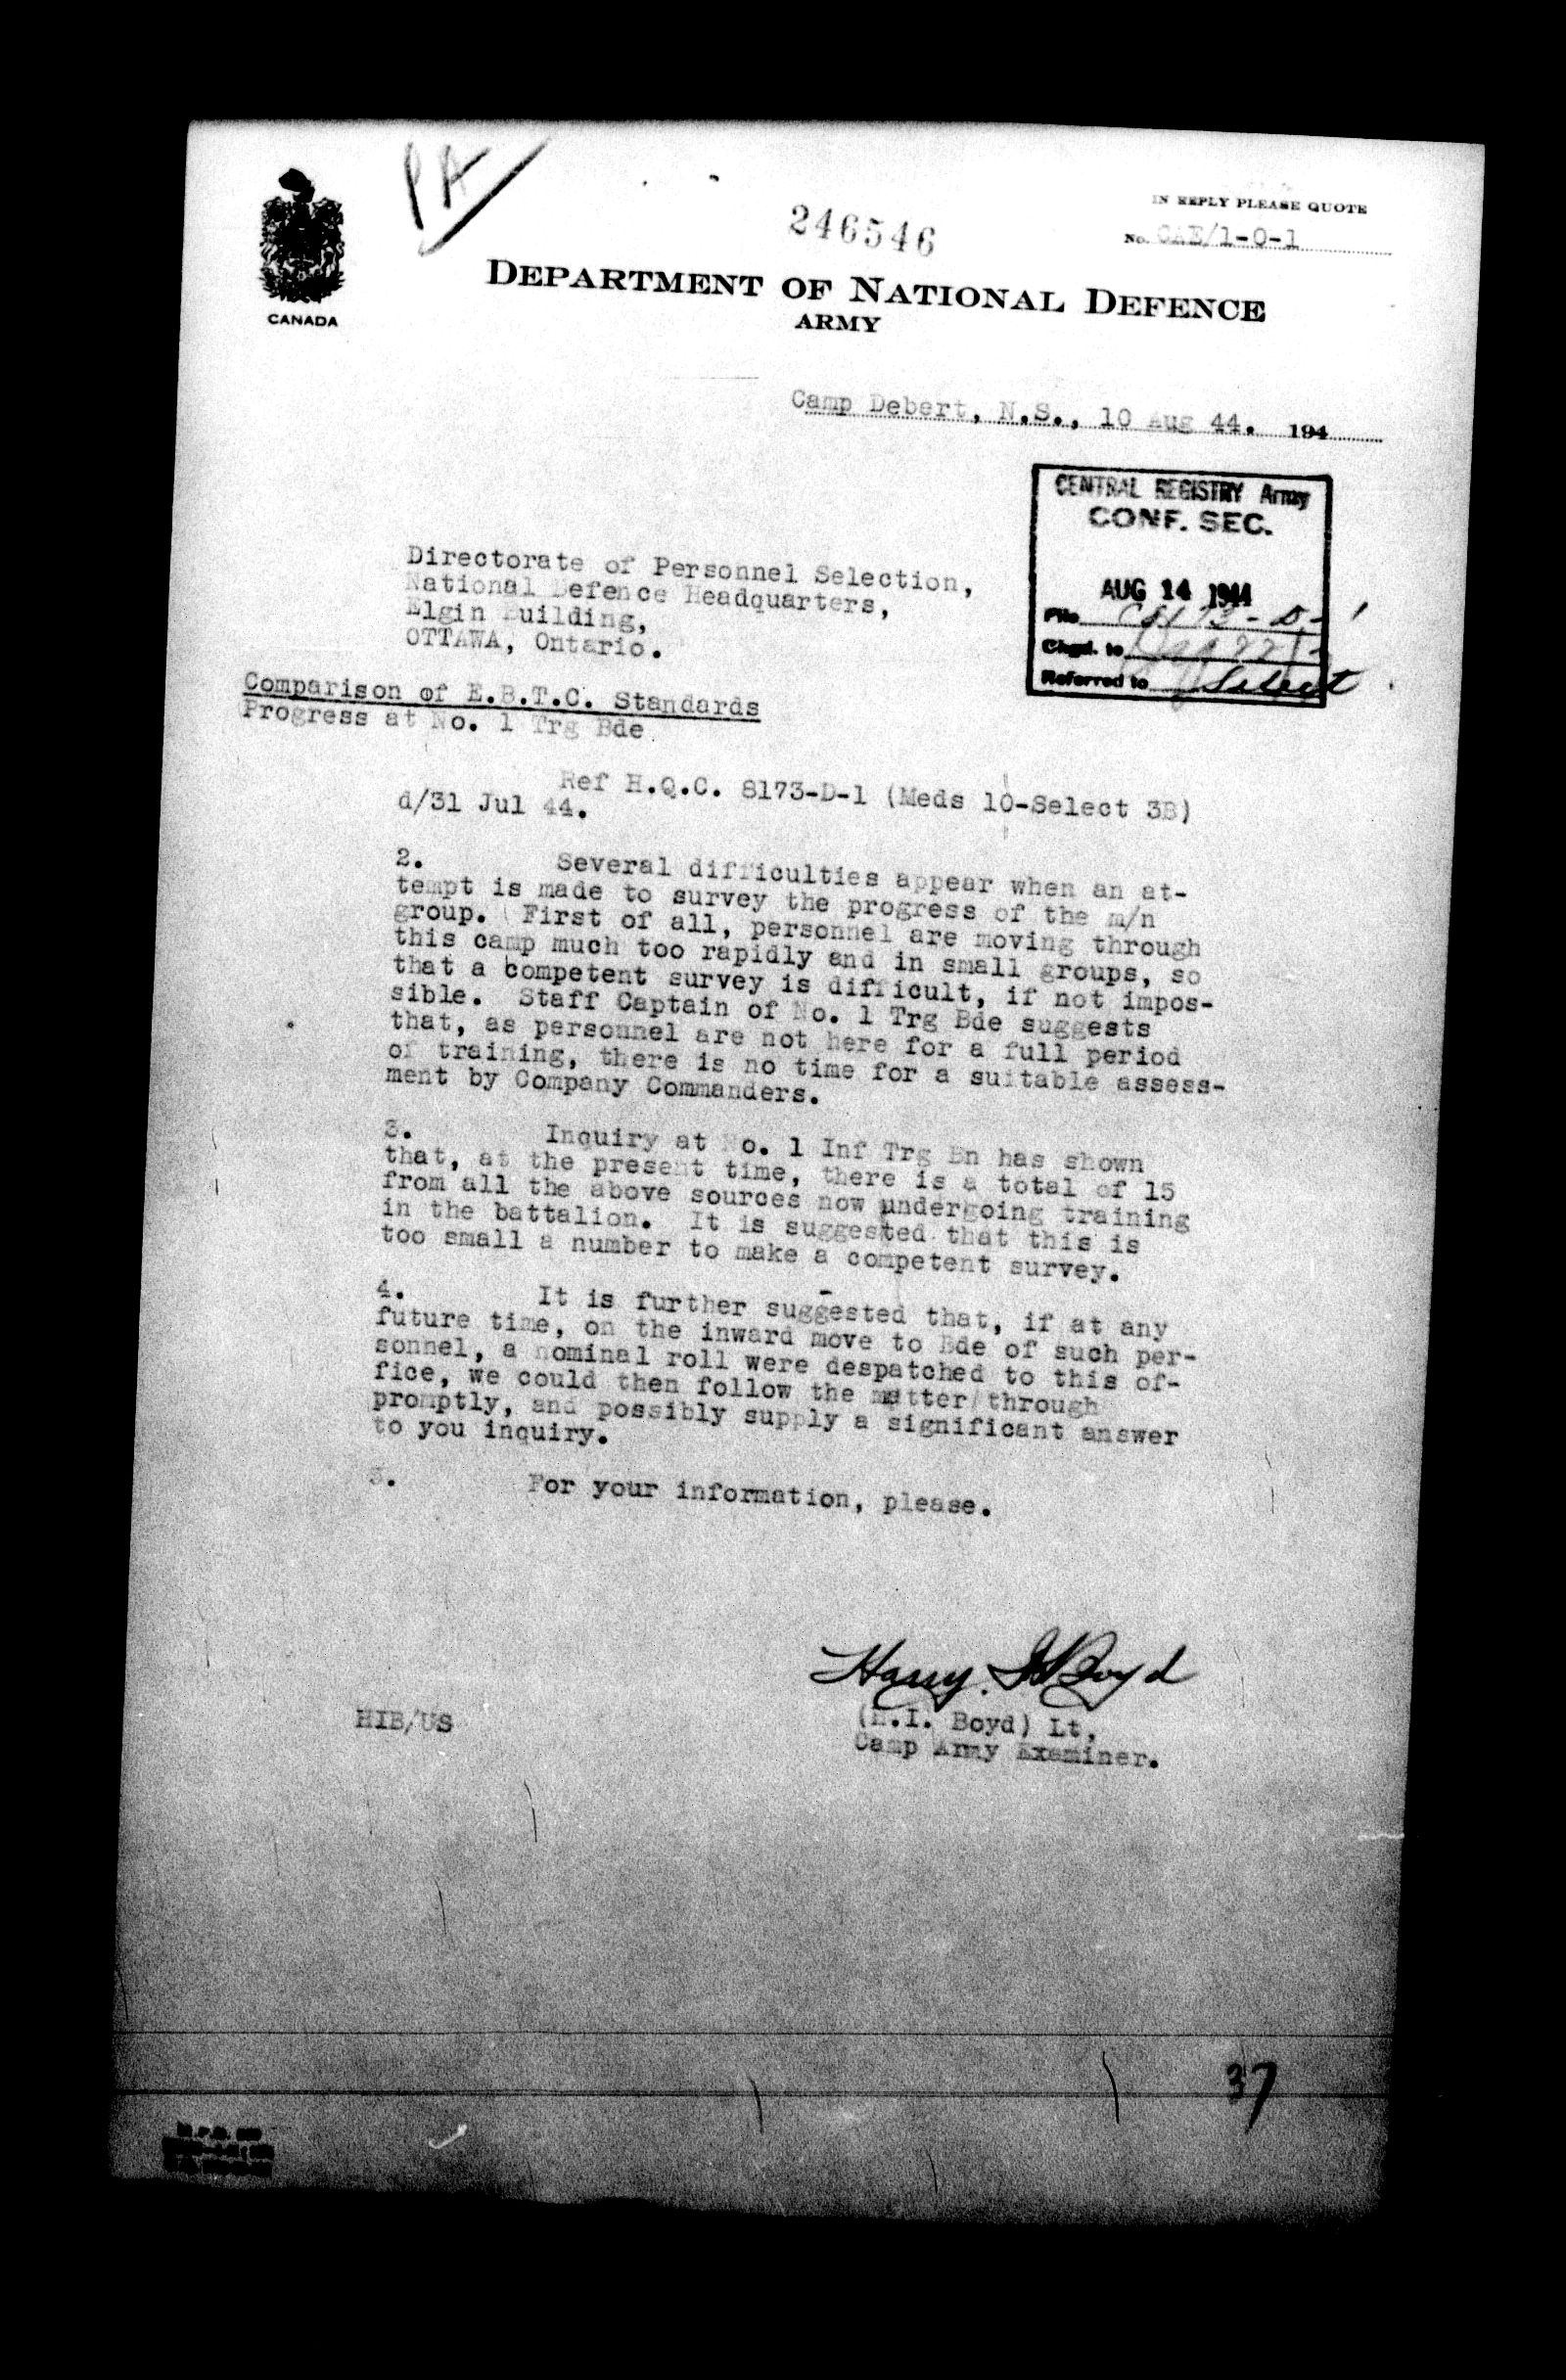 PA
246546
IN REPLY PLEASE QUOTE
No. CAE/1-0-1
CANADA
DEPARTMENT OF NATIONAL DEFENCE
ARMY
Camp Debert, N.S., 10 Aug 44. 194
CENTRAL REGISTRY Army
CONF. SEC.
AUG 14 1944
File
Chgd. to
Referred to Select
Directorate of Personnel Selection,
National Defence Headquarters,
Elgin Building,
OTTAWA, Ontario.
Comparison of E.B.T.C. Standards
Progress at No. 1 Trg Bde
Ref H.Q.C. 8173-D-1 (Meds 10-Select 3B)
d/31 Jul 44.
2. Several difficulties appear when an at-
tempt is made to survey the progress of the m/n
group. First of all, personnel are moving through
this camp much too rapidly and in small groups, so
that a competent survey is difficult, if not impos-
sible. Staff Captain of No. 1 Trg Bde suggests
that, as personnel are not here for a full period
of training, there is no time for a suitable assess-
ment by Company Commanders.
3. Inquiry at No. 1 Inf Trg Bn has shown
that, at the present time, there is a total of 15
from all the above sources now undergoing training
in the battalion. It is suggested that this is
too small a number to make a competent survey.
4. It is further suggested that, if at any
future time, on the inward move to Bde of such per-
sonnel, a nominal roll were despatched to this of-
fice, we could then follow the matter through
promptly, and possibly supply a significant answer
to you inquiry.
5. For your information, please.
Harry I Boyd
HIB/US
(H.I. Boyd) Lt,
Camp Army Examiner.
37